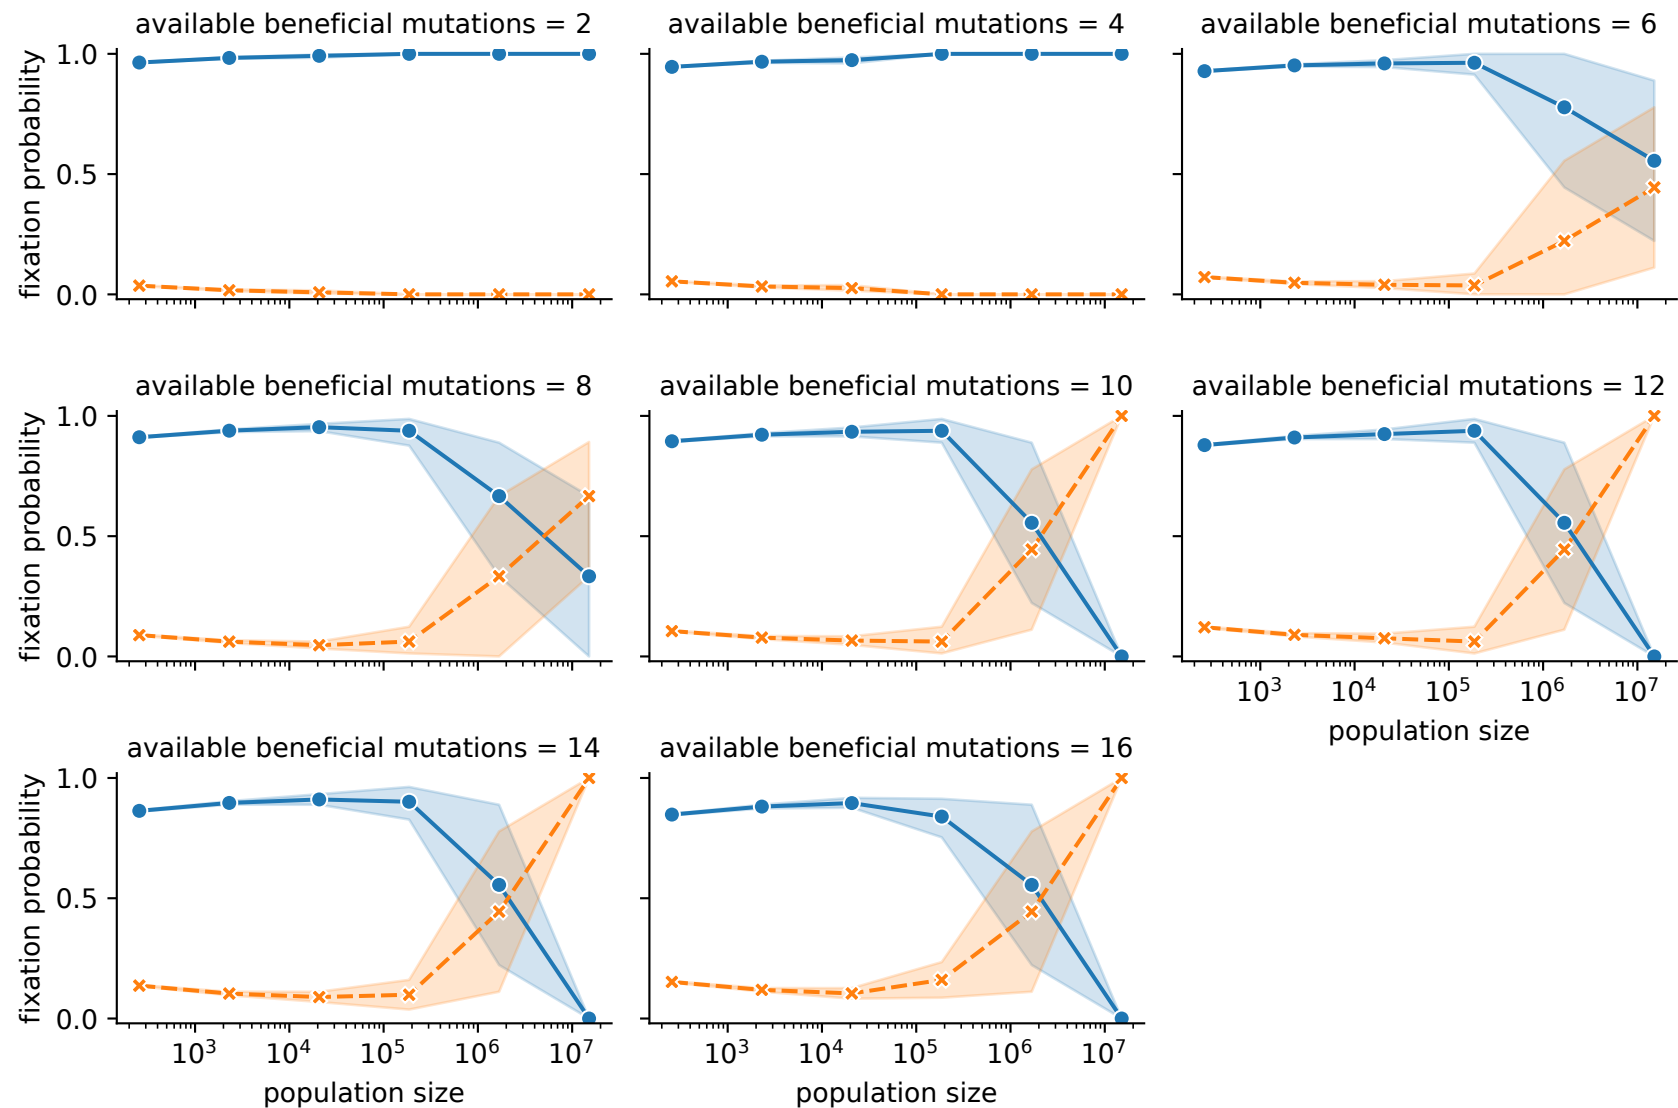 available beneficial mutations = 2
available beneficial mutations = 4
available beneficial mutations = 6
fixation probability
1.0
0.5
0.0
available beneficial mutations = 8
available beneficial mutations = 10
available beneficial mutations = 12
fixation probability
1.0
0.5
0.0
10³ 10⁴ 10⁵ 10⁶ 10⁷
population size
available beneficial mutations = 14
available beneficial mutations = 16
fixation probability
1.0
0.5
0.0
10³ 10⁴ 10⁵ 10⁶ 10⁷
population size
10³ 10⁴ 10⁵ 10⁶ 10⁷
population size